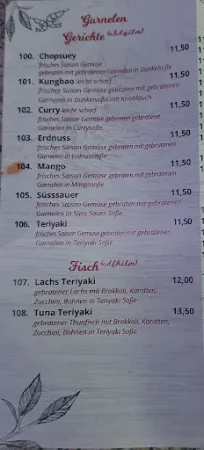 Garnelen
Gerichte
100. Chopsuey 11,50
frisches Saison Gemüse
gebraten mit gebratenen Garnelen in Dunkelsoße
101. Kungbao leicht scharf 11,50
frisches Saison Gemüse gebraten mit gebratenen
Garnelen in Dunkelsoße mit Knoblauch
102. Curry leicht scharf 11,50
frisches Saison Gemüse gebraten mit gebratene
Garnelen in Currysoße,
103. Erdnuss 11,50
frisches Saison Gemüse gebraten mit gebratenen
Garnelen in Erdnusssoße
104. Mango 11,50
frisches Saison Gemüse gebraten mit gebratenen
Garnelen in Mangosoße
105. Süsssauer 11,50
frisches Saison Gemüse gebraten mit gebratenen
Garnelen in Süss Sauer Soße
106. Teriyaki 11,50
frisches Saison Gemüse gebraten mit gebratenen
Garnelen in Teriyaki Soße
Fisch
107. Lachs Teriyaki 12,00
gebratener Lachs mit Brokkoli, Karotten,
Zucchini, Bohnen in Teriyaki Soße
108. Tuna Teriyaki 13,50
gebratener Thunfisch mit Brokkoli, Karotten,
Zucchini, Bohnen in Teriyaki Soße